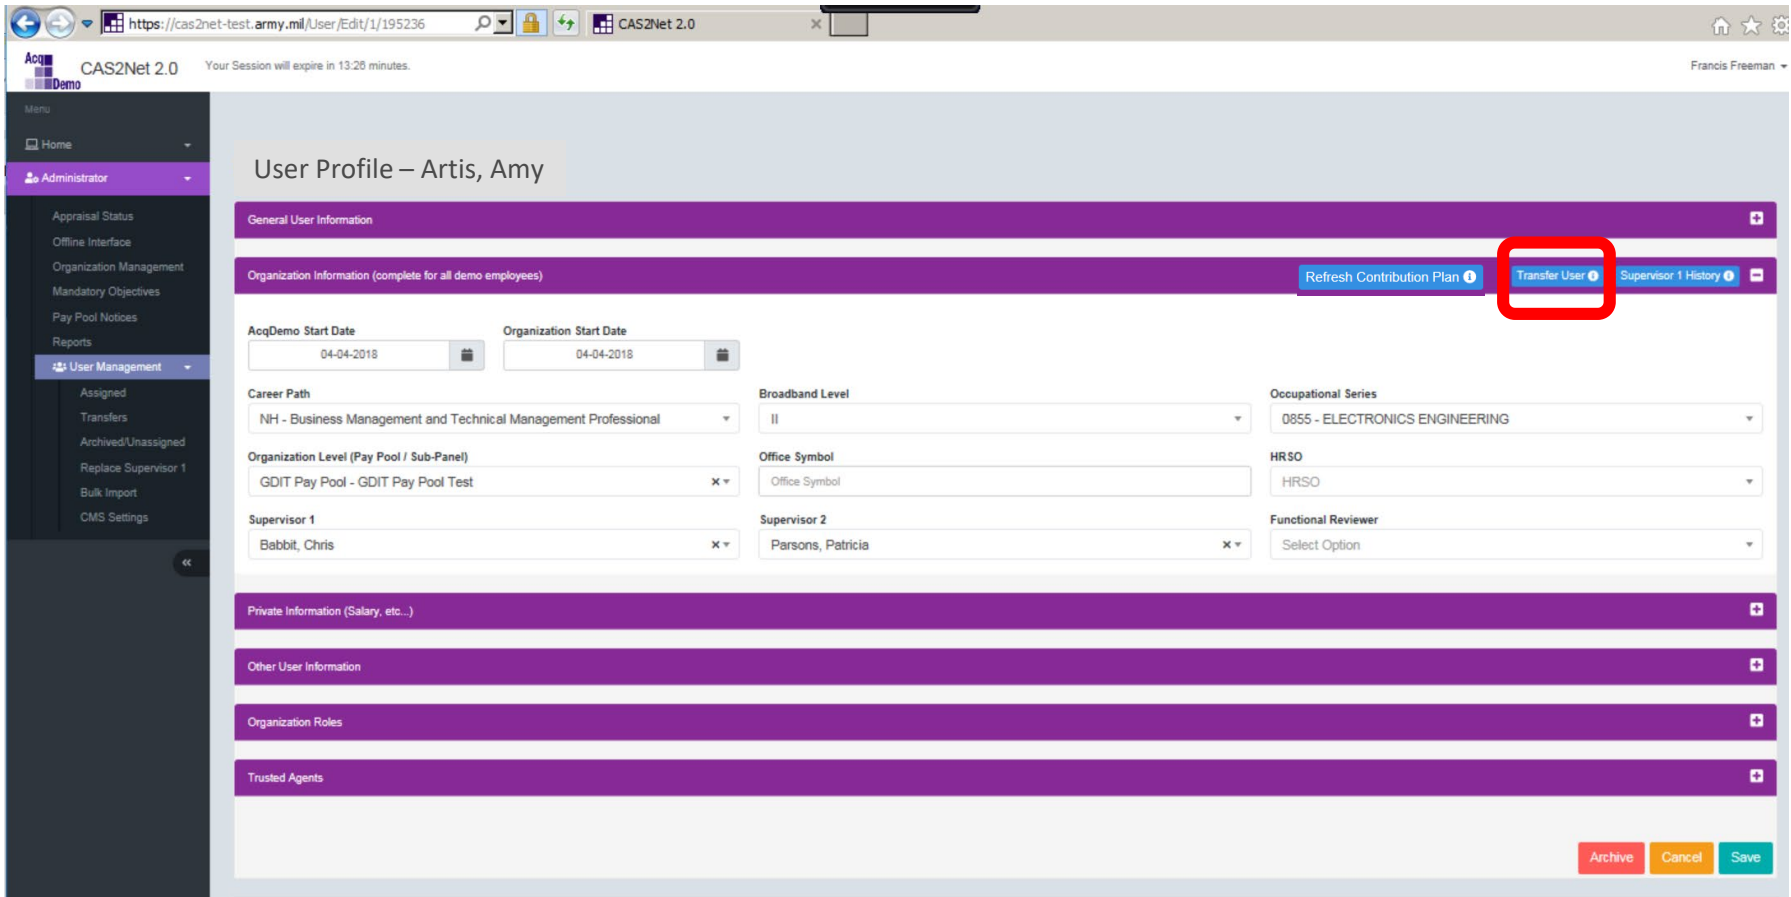 https://cas2net-test.army.mil/User/Edit/1/195236
CAS2Net 2.0
Acq
Demo
CAS2Net 2.0
Your Session will expire in 13:26 minutes.
Francis Freeman
Menu
Home
Administrator
Appraisal Status
Offline Interface
Organization Management
Mandatory Objectives
Pay Pool Notices
Reports
User Management
Assigned
Transfers
Archived/Unassigned
Replace Supervisor 1
Bulk Import
CMS Settings
User Profile – Artis, Amy
General User Information
Organization Information (complete for all demo employees)
Refresh Contribution Plan
Transfer User
Supervisor 1 History
AcqDemo Start Date
Organization Start Date
04-04-2018
04-04-2018
Career Path
Broadband Level
Occupational Series
NH - Business Management and Technical Management Professional
II
0855 - ELECTRONICS ENGINEERING
Organization Level (Pay Pool / Sub-Panel)
Office Symbol
HRSO
GDIT Pay Pool - GDIT Pay Pool Test
Office Symbol
HRSO
Supervisor 1
Supervisor 2
Functional Reviewer
Babbit, Chris
Parsons, Patricia
Select Option
Private Information (Salary, etc...)
Other User Information
Organization Roles
Trusted Agents
Archive
Cancel
Save